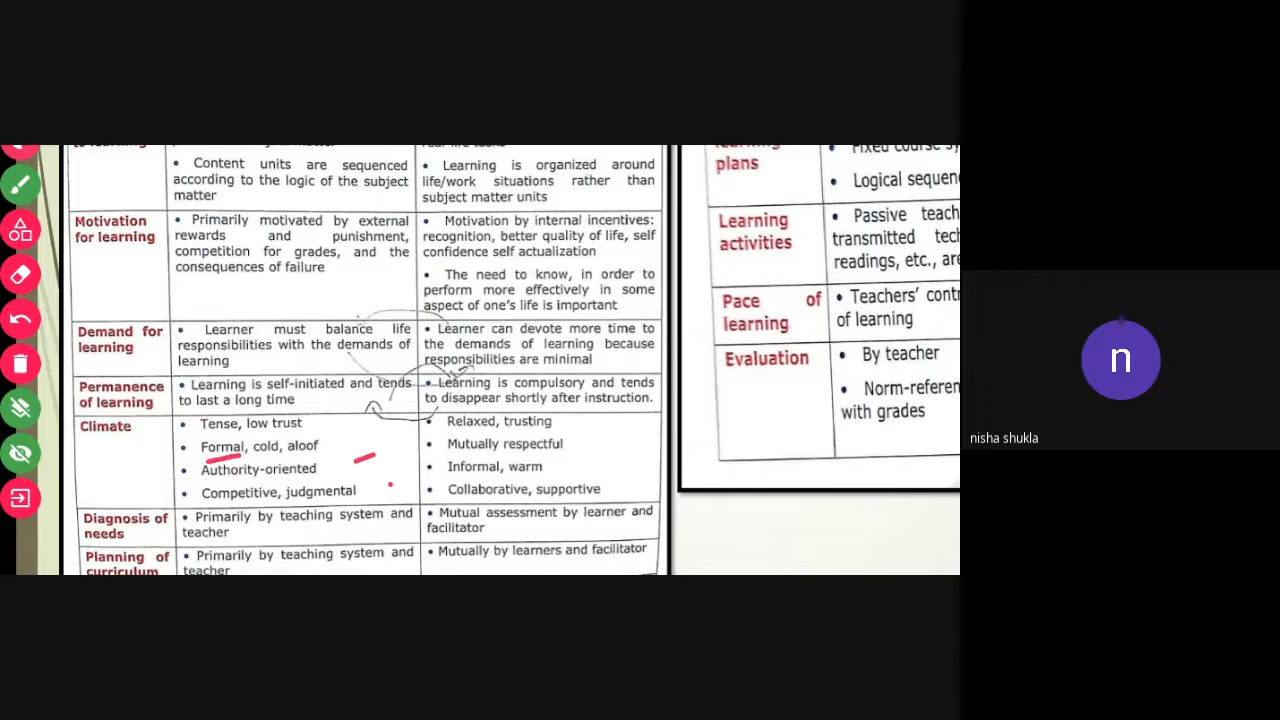 Content units are sequenced
according to the logic of the subject
matter
Learning is organized around
life/work situations rather than
subject matter units
Motivation
for learning
Primarily motivated by external
rewards and punishment,
competition for grades, and the
consequences of failure
Motivation by internal incentives:
recognition, better quality of life, self
confidence self actualization
The need to know, in order to
perform more effectively in some
aspect of one's life is important
Demand for
learning
Learner must balance life
responsibilities with the demands of
learning
Learner can devote more time to
the demands of learning because
responsibilities are minimal
Permanence
of learning
Learning is self-initiated and tends
to last a long time
Learning is compulsory and tends
to disappear shortly after instruction.
Climate
Tense, low trust
Formal, cold, aloof
Authority-oriented
Competitive, judgmental
Relaxed, trusting
Mutually respectful
Informal, warm
Collaborative, supportive
Diagnosis of
needs
Primarily by teaching system and
teacher
Mutual assessment by learner and
facilitator
Planning of
curriculum
Primarily by teaching system and
teacher
Mutually by learners and facilitator
learning
plans
Fixed course
Logical
Learning
activities
Passive
transmitted
readings, etc.,
Pace of
learning
Teachers'
of learning
Evaluation
By teacher
with grades
n
nisha shukla